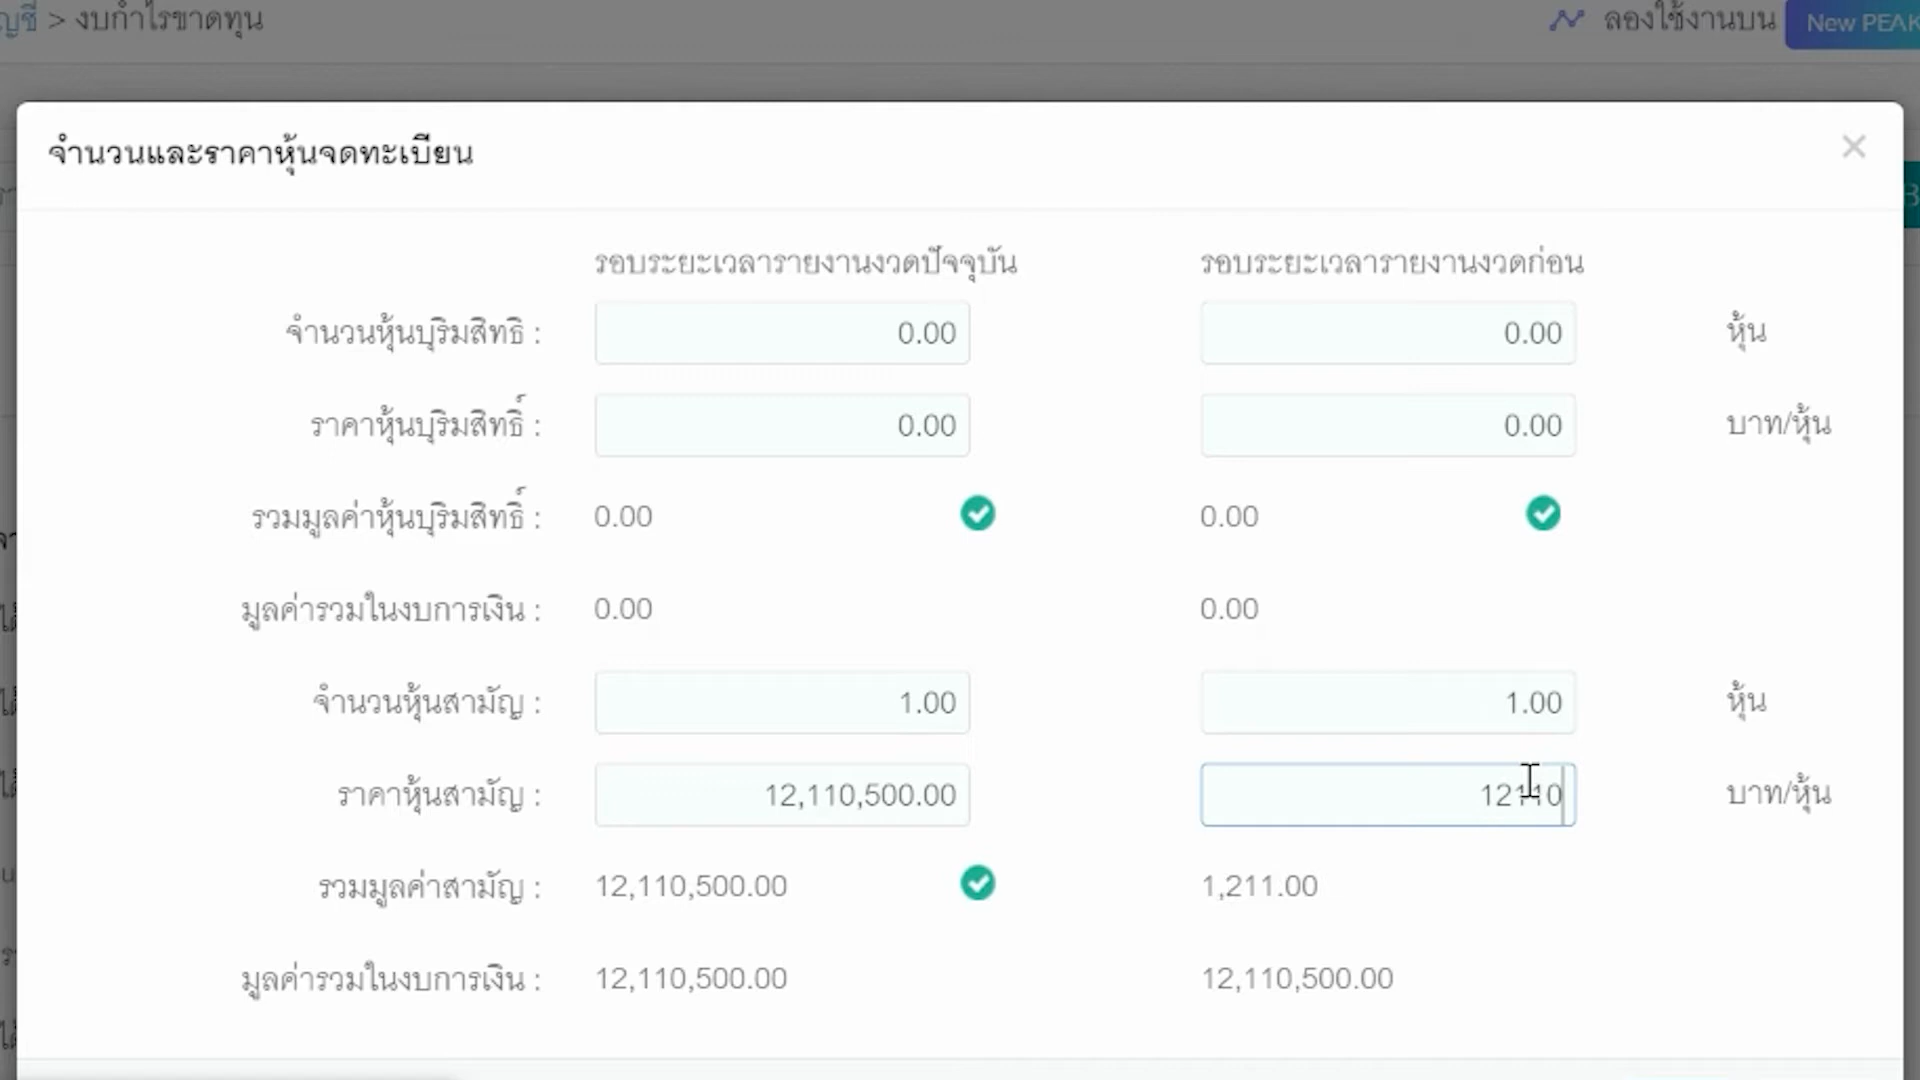 > งบกำไรขาดทุน
ลองใช้งานบน
New PEAK
จำนวนและราคาหุ้นจดทะเบียน
รอบระยะเวลารายงานงวดปัจจุบัน รอบระยะเวลารายงานงวดก่อน
จำนวนหุ้นบุริมสิทธิ : 0.00 0.00 หุ้น
ราคาหุ้นบุริมสิทธิ์ : 0.00 0.00 บาท/หุ้น
รวมมูลค่าหุ้นบุริมสิทธิ์ : 0.00 0.00
มูลค่ารวมในงบการเงิน : 0.00 0.00
จำนวนหุ้นสามัญ : 1.00 1.00 หุ้น
ราคาหุ้นสามัญ : 12,110,500.00 12110 บาท/หุ้น
รวมมูลค่าสามัญ : 12,110,500.00 1,211.00
มูลค่ารวมในงบการเงิน : 12,110,500.00 12,110,500.00